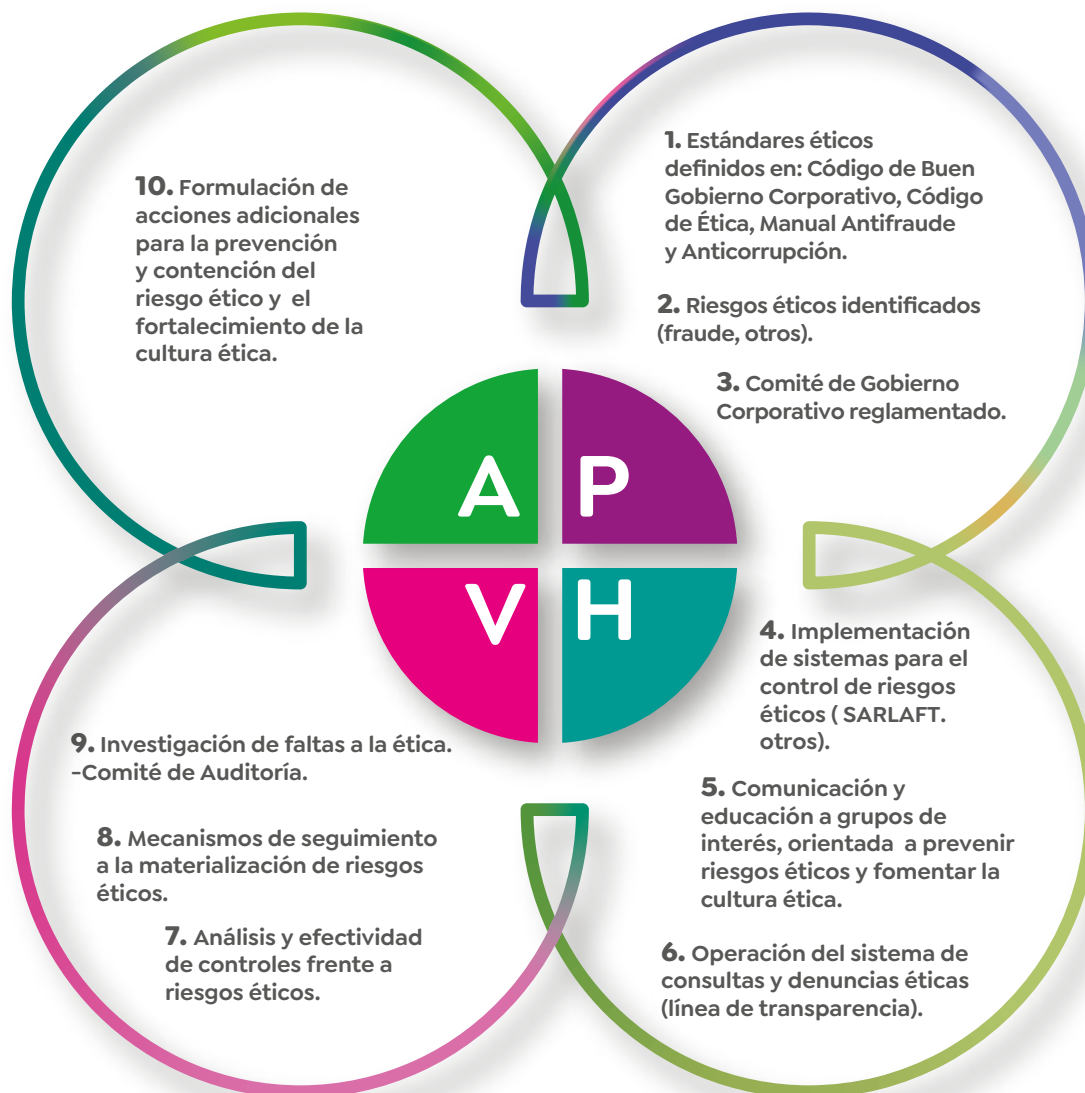 1. Estándares éticos
definidos en: Código de Buen
Gobierno Corporativo, Código
de Ética, Manual Antifraude
y Anticorrupción.
2. Riesgos éticos identificados
(fraude, otros).
3. Comité de Gobierno
Corporativo reglamentado.
10. Formulación de
acciones adicionales
para la prevención
y contención del
riesgo ético y el
fortalecimiento de la
cultura ética.
A P
V H
4. Implementación
de sistemas para el
control de riesgos
éticos ( SARLAFT.
otros).
5. Comunicación y
educación a grupos de
interés, orientada a prevenir
riesgos éticos y fomentar la
cultura ética.
6. Operación del sistema de
consultas y denuncias éticas
(línea de transparencia).
9. Investigación de faltas a la ética.
-Comité de Auditoría.
8. Mecanismos de seguimiento
a la materialización de riesgos
éticos.
7. Análisis y efectividad
de controles frente a
riesgos éticos.